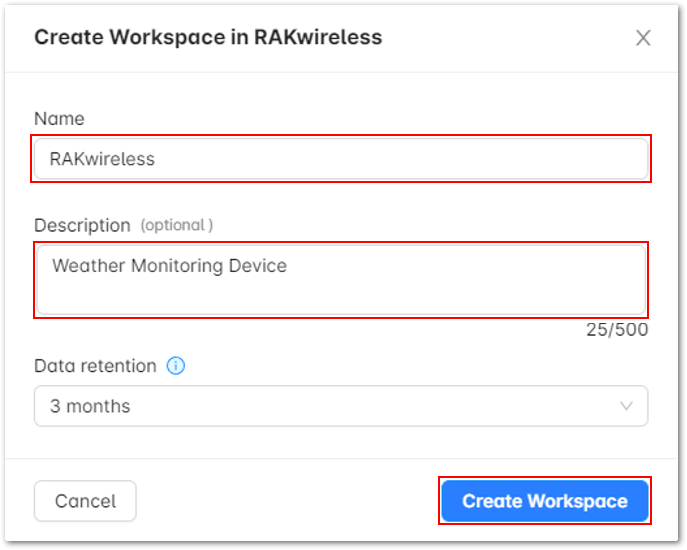 Create Workspace in RAKwireless
Name
RAKwireless
Description (optional )
Weather Monitoring Device
25/500
Data retention
3 months
Cancel
Create Workspace